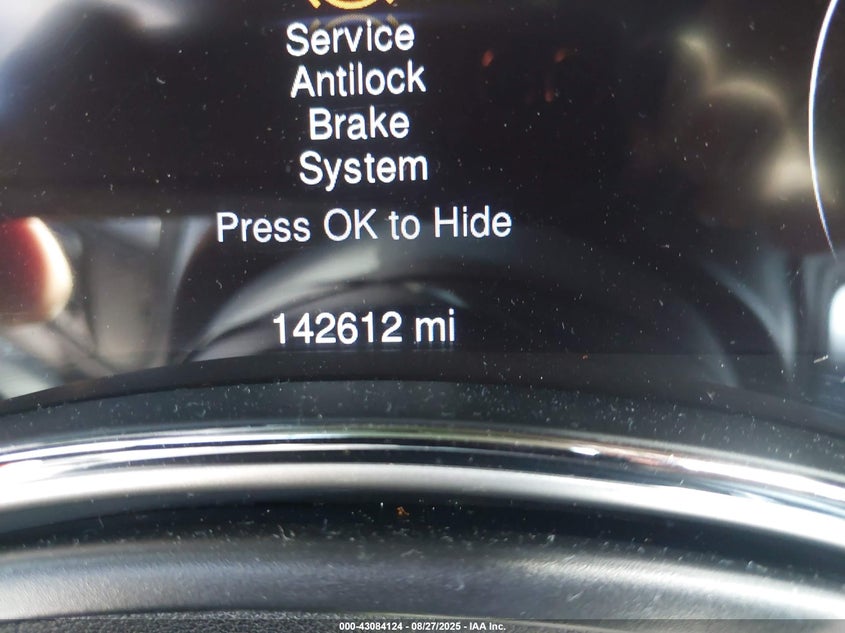 Service
Antilock
Brake
System
Press OK to Hide
142612 mi
000-43084124 - 08/27/2025 - IAA Inc.